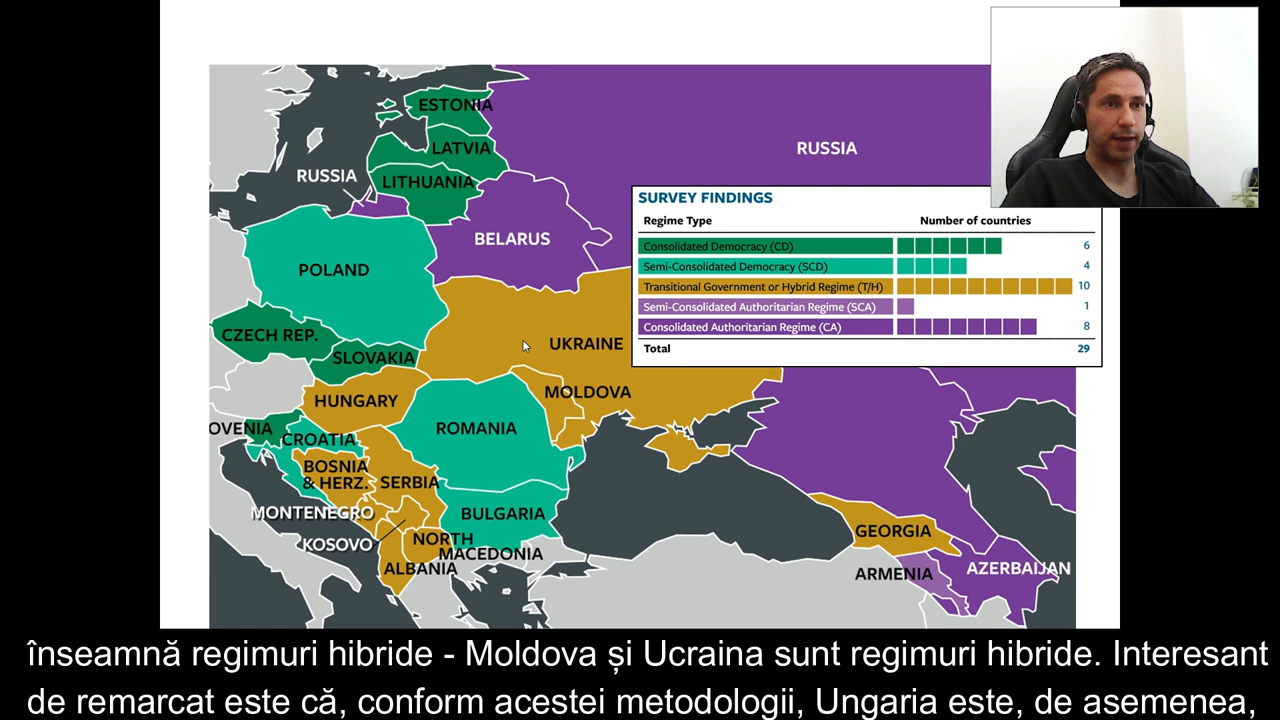 ESTONIA
LATVIA
RUSSIA
RUSSIA
LITHUANIA
SURVEY FINDINGS
Regime Type Number of countries
BELARUS
Consolidated Democracy (CD) 6
Semi-Consolidated Democracy (SCD) 4
POLAND
Transitional Government or Hybrid Regime (T/H) 10
Semi-Consolidated Authoritarian Regime (SCA) 1
Consolidated Authoritarian Regime (CA) 8
CZECH REP.
UKRAINE
Total 29
SLOVAKIA
MOLDOVA
HUNGARY
OVENIA
ROMANIA
CROATIA
BOSNIA
& HERZ.
SERBIA
MONTENEGRO
BULGARIA
GEORGIA
KOSOVO
NORTH
MACEDONIA
ALBANIA
ARMENIA
AZERBAIJAN
înseamnă regimuri hibride - Moldova și Ucraina sunt regimuri hibride. Interesant
de remarcat este că, conform acestei metodologii, Ungaria este, de asemenea,